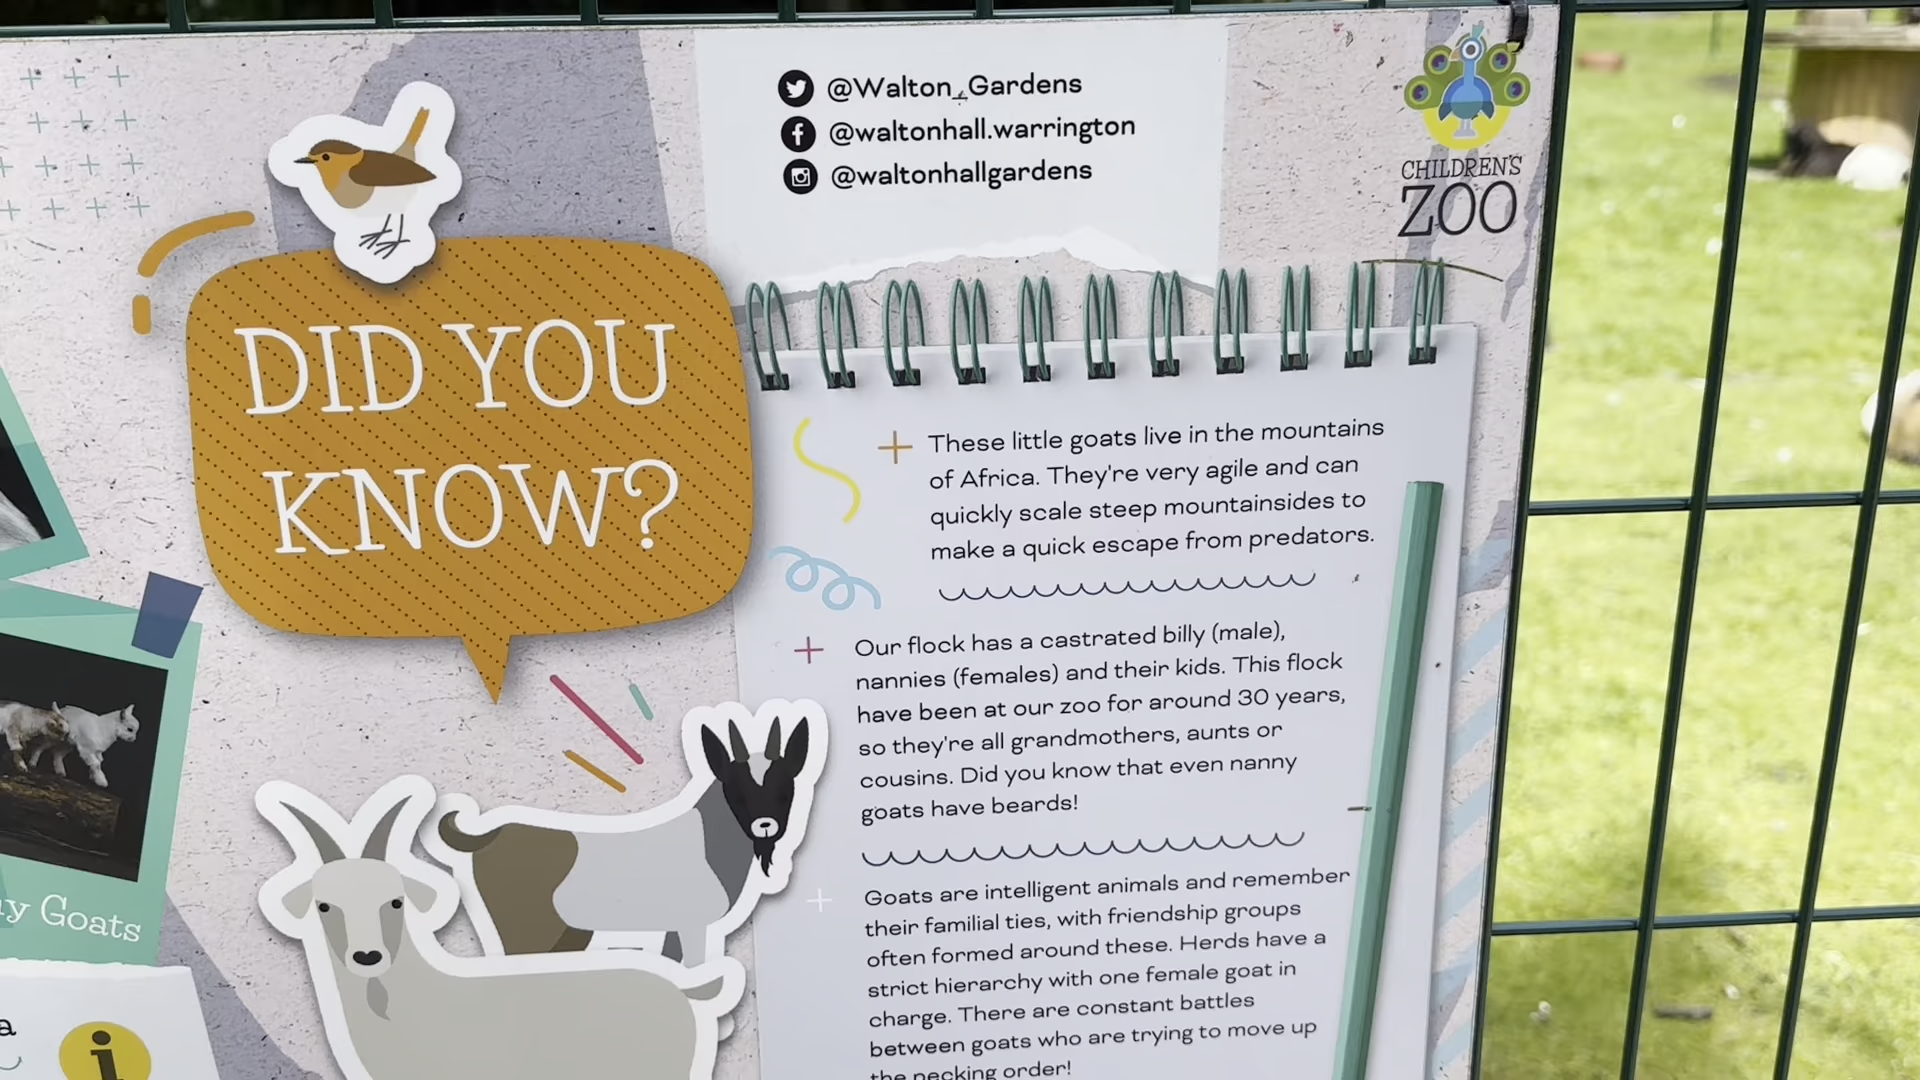 @Walton_Gardens
@waltonhall.warrington
@waltonhallgardens
CHILDREN'S
ZOO
DID YOU
KNOW?
These little goats live in the mountains
of Africa. They're very agile and can
quickly scale steep mountainsides to
make a quick escape from predators.
Our flock has a castrated billy (male),
nannies (females) and their kids. This flock
have been at our zoo for around 30 years,
so they're all grandmothers, aunts or
cousins. Did you know that even nanny
goats have beards!
Goats are intelligent animals and remember
their familial ties, with friendship groups
often formed around these. Herds have a
strict hierarchy with one female goat in
charge. There are constant battles
between goats who are trying to move up
the pecking order!
Goats
a
i